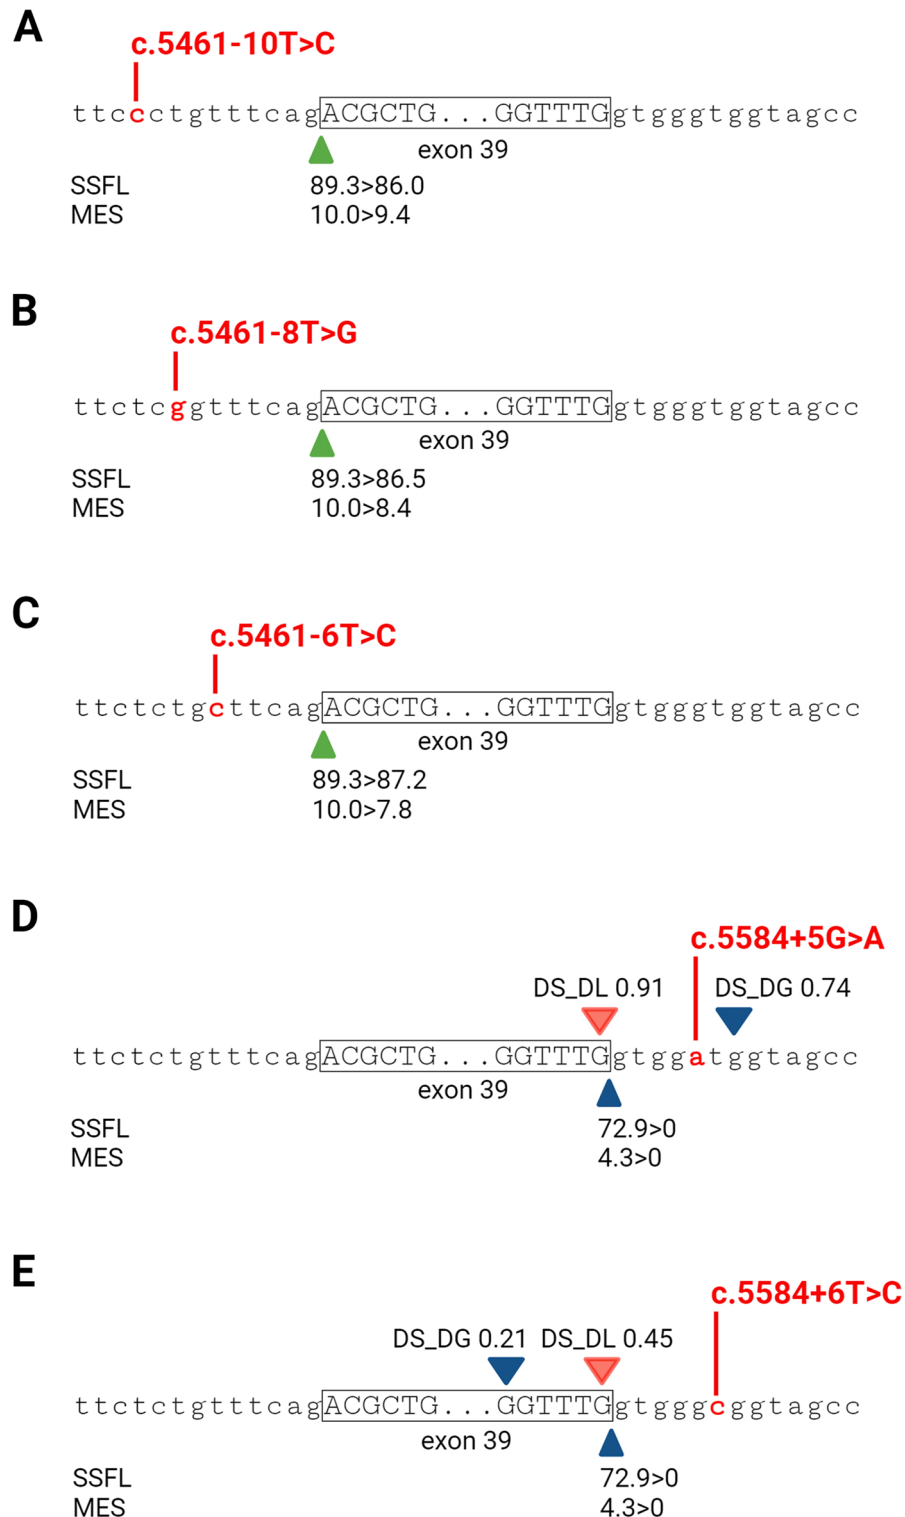 A
c.5461-10T>C
ttccctgtttcagACGCTG...GGTTTGgtgggtggtagcc
exon 39
SSFL 89.3>86.0
MES 10.0>9.4
B
c.5461-8T>G
ttctcggtttcagACGCTG...GGTTTGgtgggtggtagcc
exon 39
SSFL 89.3>86.5
MES 10.0>8.4
C
c.5461-6T>C
ttctctgcttcagACGCTG...GGTTTGgtgggtggtagcc
exon 39
SSFL 89.3>87.2
MES 10.0>7.8
D
c.5584+5G>A
DS_DL 0.91 DS_DG 0.74
ttctctgtttcagACGCTG...GGTTTGgtggatggtagcc
exon 39
SSFL 72.9>0
MES 4.3>0
E
c.5584+6T>C
DS_DG 0.21 DS_DL 0.45
ttctctgtttcagACGCTG...GGTTTGgtgggcggtagcc
exon 39
SSFL 72.9>0
MES 4.3>0